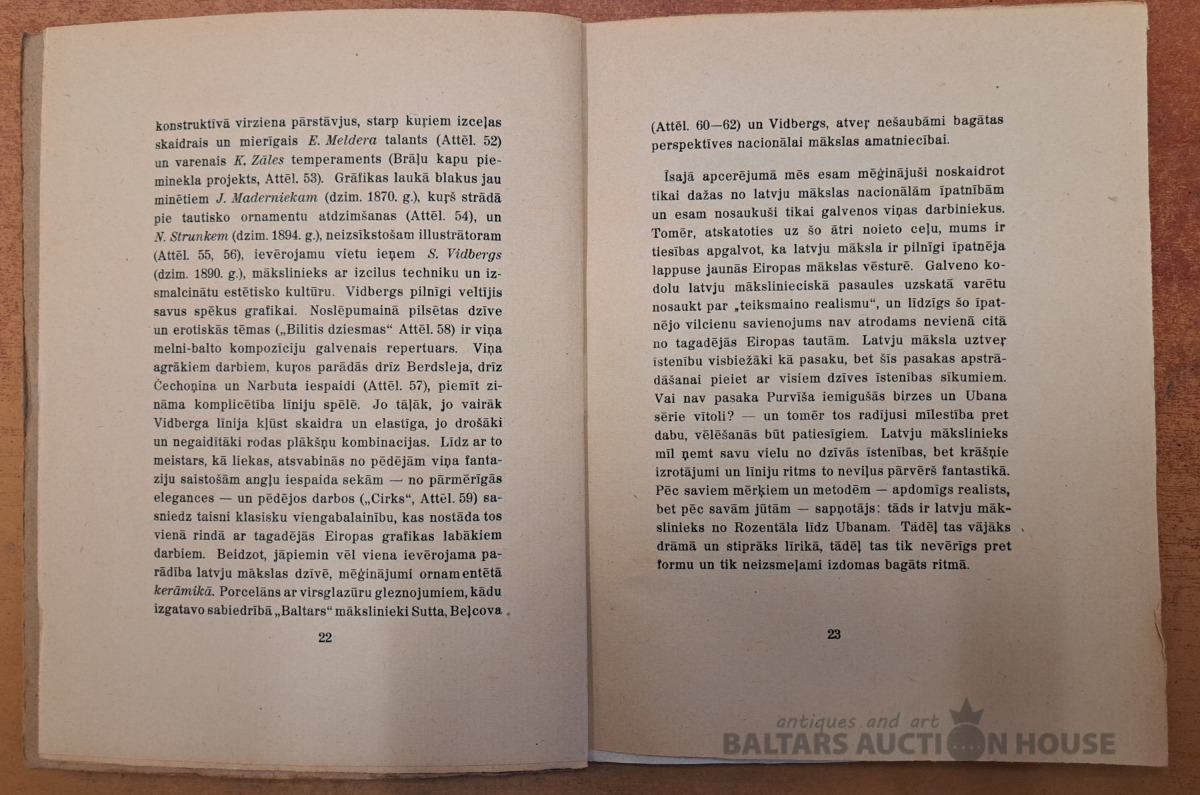 konstruktīvā virziena pārstāvjus, starp kuŗiem izceļas
skaidrais un mierīgais E. Meldera talants (Attēl. 52)
un varenais K. Zāles temperaments (Brāļu kapu pie-
minekla projekts, Attēl. 53). Grāfikas laukā blakus jau
minētiem J. Maderniekam (dzim. 1870. g.), kuŗš strādā
pie tautisko ornamentu atdzimšanas (Attēl. 54), un
N. Strunkem (dzim. 1894. g.), neizsīkstošam illustrātoram
(Attēl. 55, 56), ievērojamu vietu ieņem S. Vidbergs
(dzim. 1890. g.), mākslinieks ar izcilus techniku un iz-
smalcinātu estētisko kultūru. Vidbergs pilnīgi veltījis
savus spēkus grafikai. Noslēpumainā pilsētas dzīve
un erotiskās tēmas („Bilitis dziesmas“ Attēl. 58) ir viņa
melni-balto kompozīciju galvenais repertuars. Viņa
agrākiem darbiem, kuŗos parādās drīz Berdsleja, drīz
Čechoņina un Narbuta iespaidi (Attēl. 57), piemīt zi-
nāma komplicētība līniju spēlē. Jo tāļāk, jo vairāk
Vidberga līnija kļūst skaidra un elastīga, jo drošāki
un negaidītāki rodas plākšņu kombinacijas. Līdz ar to
meistars, kā liekas, atsvabinās no pēdējām viņa fanta-
ziju saistošām angļu iespaida sekām — no pārmērīgās
elegances — un pēdējos darbos („Cirks“, Attēl. 59) sa-
sniedz taisni klasisku viengabalainību, kas nostāda tos
vienā rindā ar tagadējās Eiropas grafikas labākiem
darbiem. Beidzot, jāpiemin vēl viena ievērojama pa-
rādība latvju mākslas dzīvē, mēģinājumi ornamentētā
kerāmikā. Porcelāns ar virsglazūru gleznojumiem, kādu
izgatavo sabiedrībā „Baltars“ mākslinieki Sutta, Beļcova
22
(Attēl. 60—62) un Vidbergs, atveŗ nešaubāmi bagātas
perspektīves nacionālai mākslas amatniecībai.
Īsajā apcerējumā mēs esam mēģinājuši noskaidrot
tikai dažas no latvju mākslas nacionālām īpatnībām
un esam nosaukuši tikai galvenos viņas darbiniekus.
Tomēr, atskatoties uz šo ātri noieto ceļu, mums ir
tiesības apgalvot, ka latvju māksla ir pilnīgi īpatnēja
lappuse jaunās Eiropas mākslas vēsturē. Galveno ko-
dolu latvju mākslinieciskā pasaules uzskatā varētu
nosaukt par „teiksmaino realismu“, un līdzīgs šo īpat-
nējo vilcienu savienojums nav atrodams nevienā citā
no tagadējās Eiropas tautām. Latvju māksla uztveŗ
īstenību visbiežāki kā pasaku, bet šīs pasakas apstrā-
dāšanai pieiet ar visiem dzīves īstenības sīkumiem.
Vai nav pasaka Purvīša iemigušās birzes un Ubana
sērie vītoli? — un tomēr tos radījusi mīlestība pret
dabu, vēlēšanās būt patiesīgiem. Latvju mākslinieks
mīl ņemt savu vielu no dzīvās īstenības, bet krāšņie
izrotājumi un līniju ritms to neviļus pārvērš fantastikā.
Pēc saviem mērķiem un metodēm — apdomīgs realists,
bet pēc savām jūtām — sapņotājs: tāds ir latvju māk-
slinieks no Rozentāla līdz Ubanam. Tādēļ tas vājāks
drāmā un stiprāks lirikā, tādēļ tas tik nevērīgs pret
formu un tik neizsmeļami izdomas bagāts ritmā.
23
antiques and art
BALTARS AUCTION HOUSE